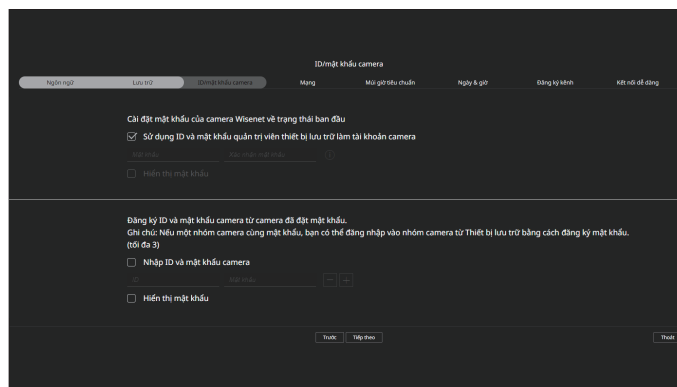 ID/mật khẩu camera
Ngôn ngữ Lưu trữ ID/mật khẩu camera Mạng Múi giờ tiêu chuẩn Ngày & giờ Đăng ký kênh Kết nối dễ dàng
Cài đặt mật khẩu của camera Wisenet về trạng thái ban đầu
Sử dụng ID và mật khẩu quản trị viên thiết bị lưu trữ làm tài khoản camera
Mật khẩu Xác nhận mật khẩu
Hiển thị mật khẩu
Đăng ký ID và mật khẩu camera từ camera đã đặt mật khẩu.
Ghi chú: Nếu một nhóm camera cùng mật khẩu, bạn có thể đăng nhập vào nhóm camera từ Thiết bị lưu trữ bằng cách đăng ký mật khẩu.
(tối đa 3)
Nhập ID và mật khẩu camera
ID Mật khẩu
Hiển thị mật khẩu
Trước Tiếp theo Thoát